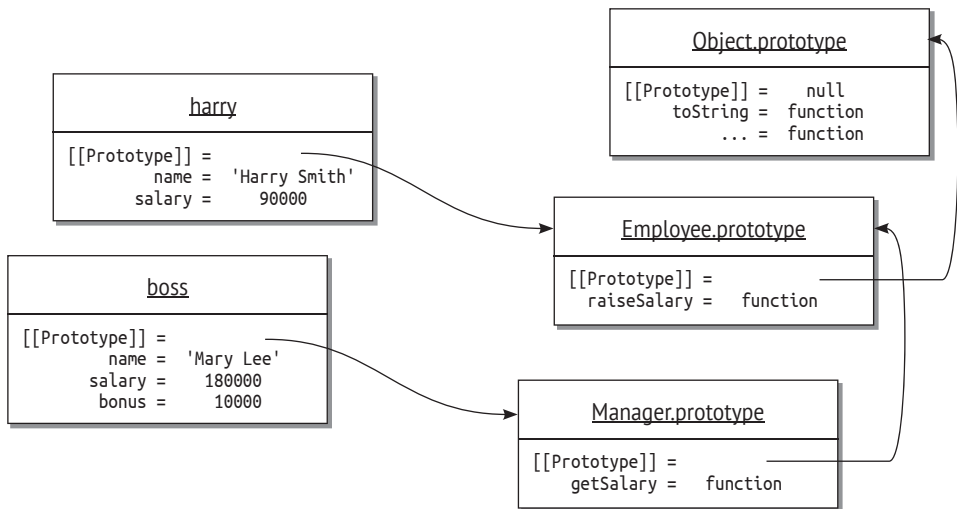 Object.prototype
[[Prototype]] = null
toString = function
... = function
harry
[[Prototype]] =
name = 'Harry Smith'
salary = 90000
Employee.prototype
[[Prototype]] =
raiseSalary = function
boss
[[Prototype]] =
name = 'Mary Lee'
salary = 180000
bonus = 10000
Manager.prototype
[[Prototype]] =
getSalary = function